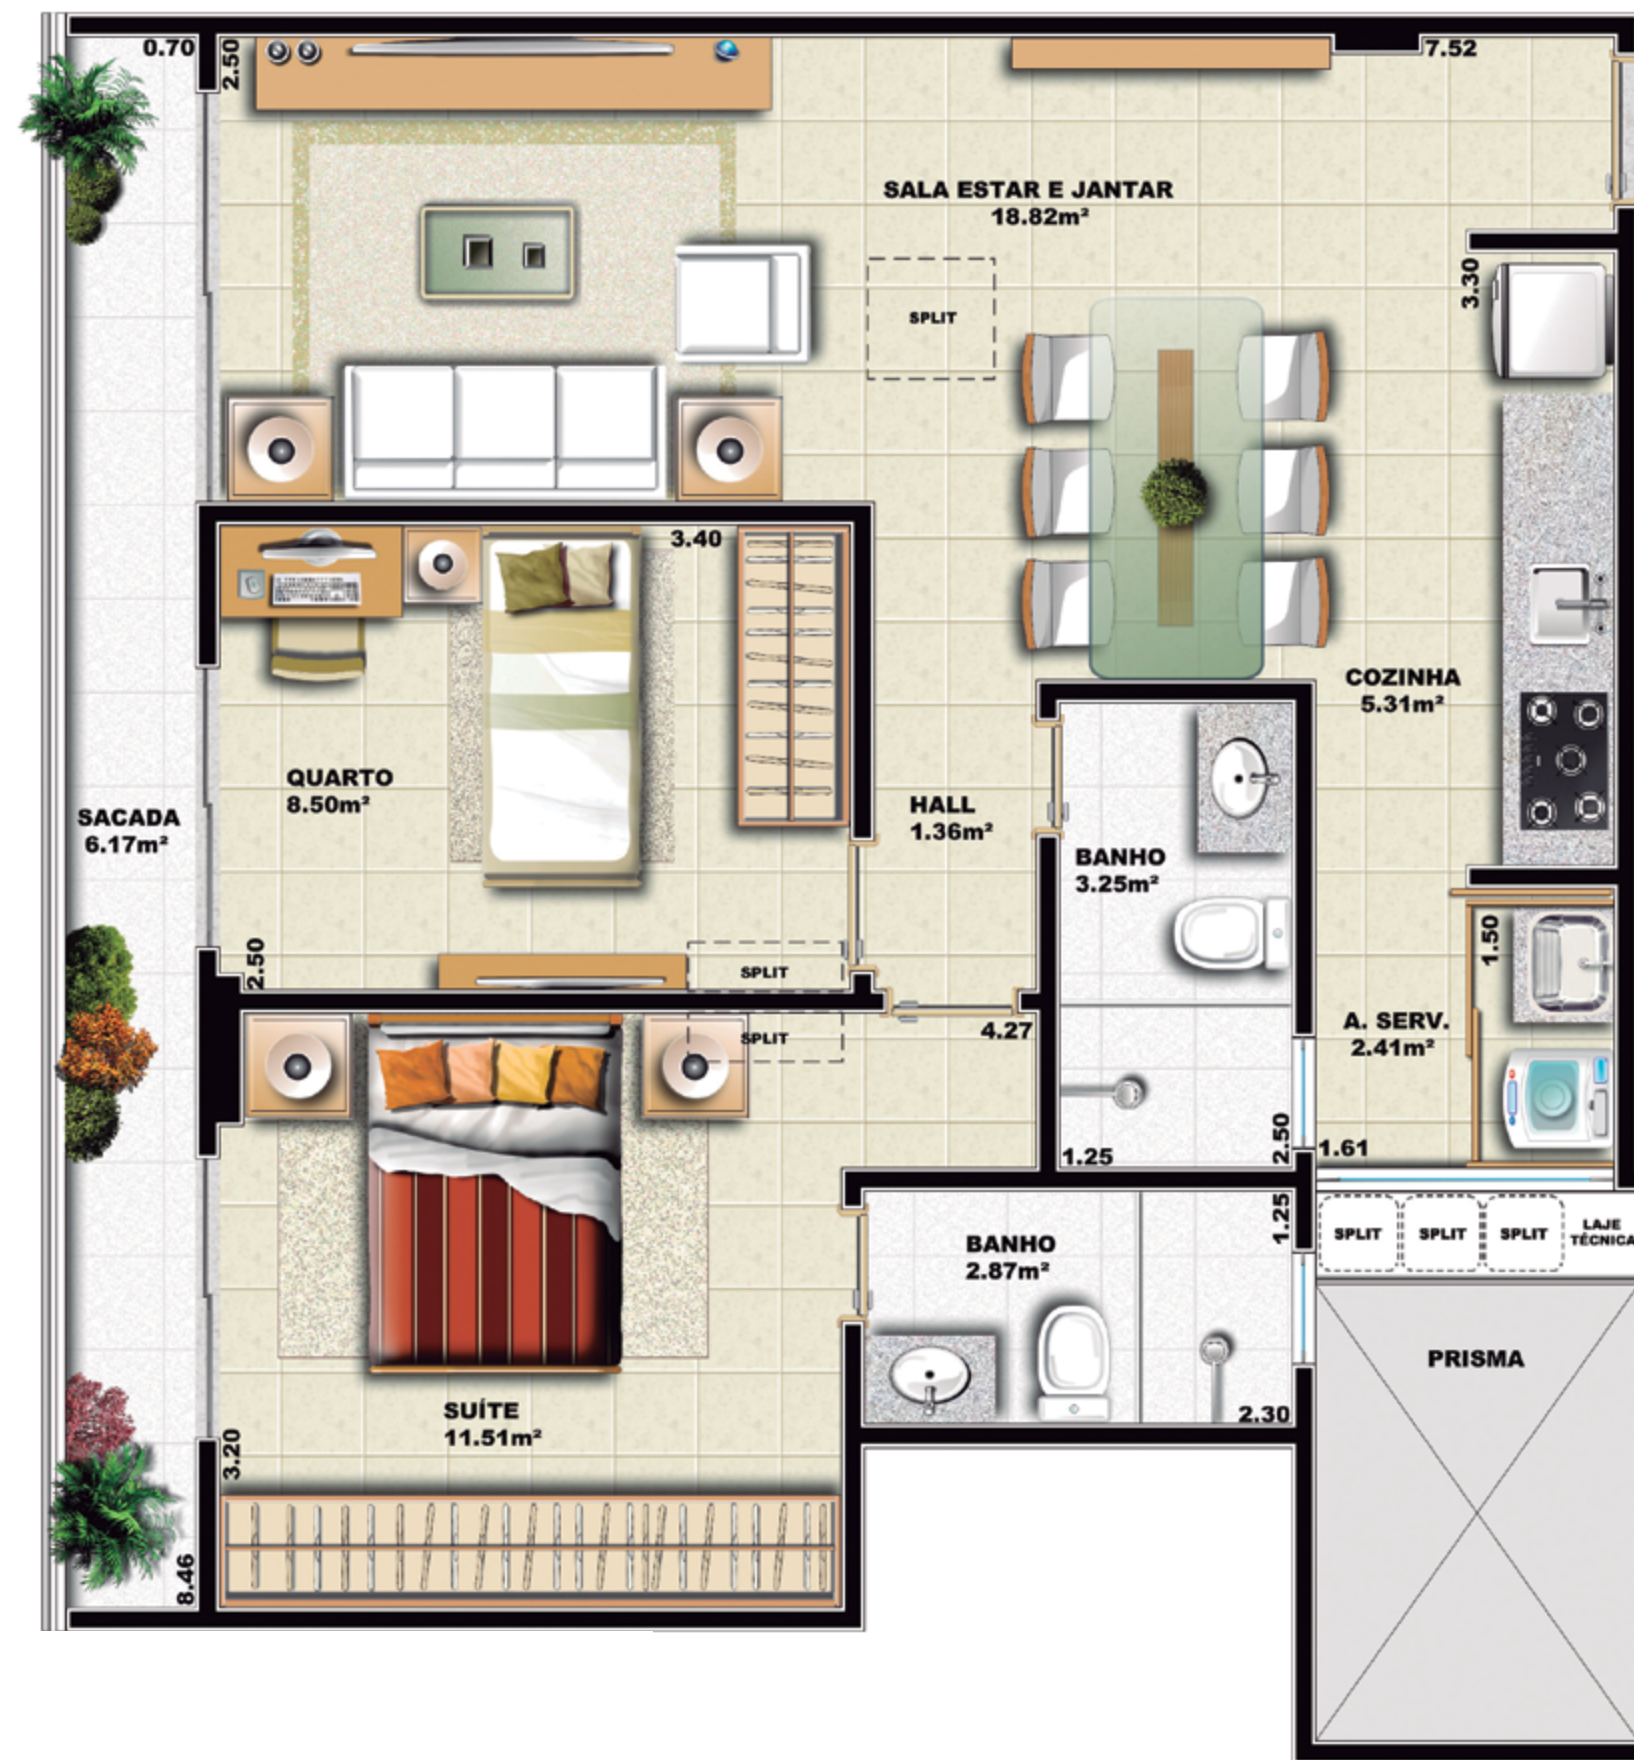 0.70
2.50
7.52
SALA ESTAR E JANTAR
18.82m²
3.30
SPLIT
3.40
COZINHA
5.31m²
QUARTO
8.50m²
HALL
1.36m²
SACADA
6.17m²
BANHO
3.25m²
2.50
1.50
SPLIT
A. SERV.
2.41m²
4.27
SPLIT
1.25
2.50
1.61
1.25
SPLIT
SPLIT
SPLIT
LAJE
TÉCNICA
BANHO
2.87m²
PRISMA
SUÍTE
11.51m²
2.30
3.20
8.46